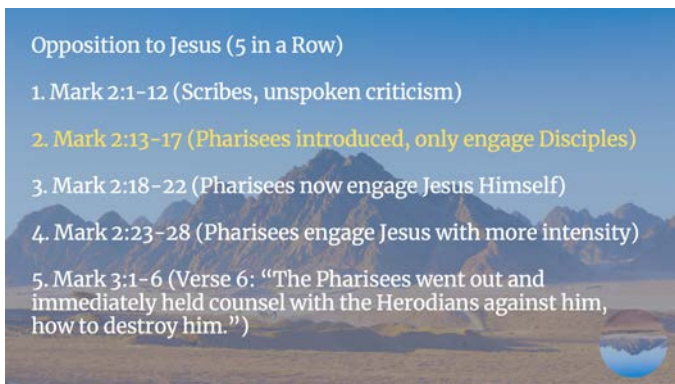 Opposition to Jesus (5 in a Row)
1. Mark 2:1-12 (Scribes, unspoken criticism)
2. Mark 2:13-17 (Pharisees introduced, only engage Disciples)
3. Mark 2:18-22 (Pharisees now engage Jesus Himself)
4. Mark 2:23-28 (Pharisees engage Jesus with more intensity)
5. Mark 3:1-6 (Verse 6: “The Pharisees went out and
immediately held counsel with the Herodians against him,
how to destroy him.”)